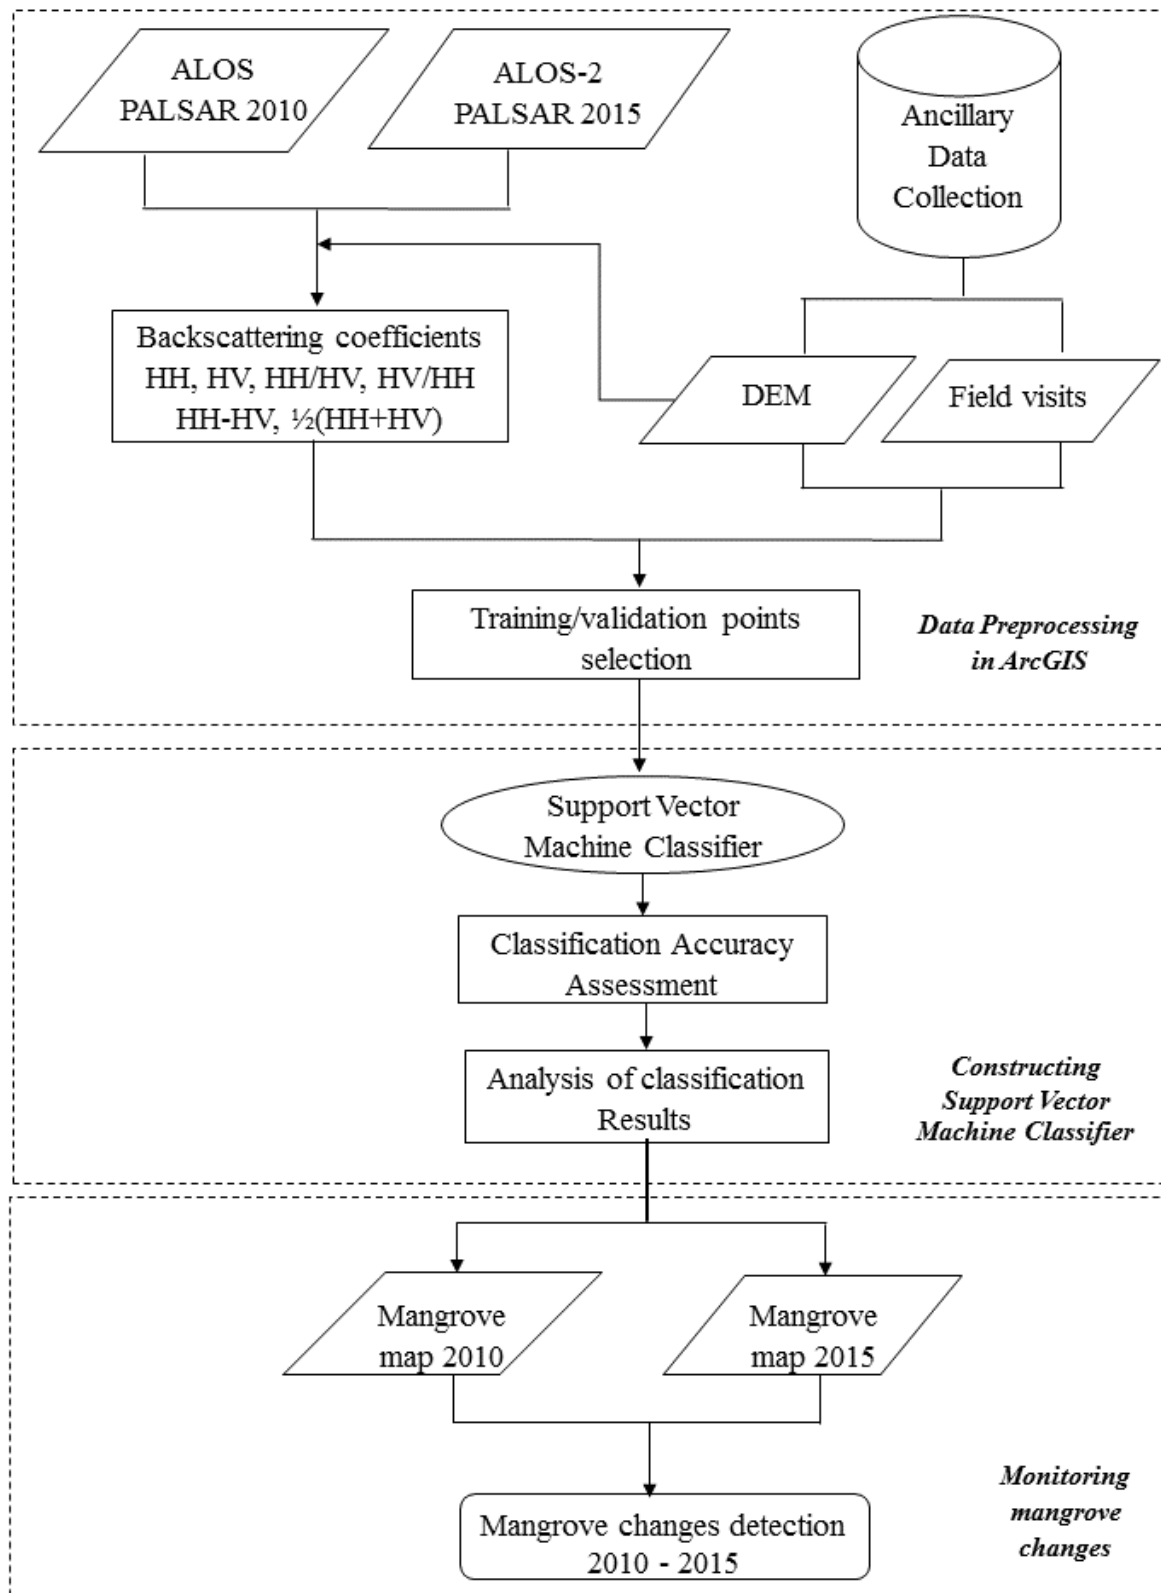 ALOS
PALSAR 2010
ALOS-2
PALSAR 2015
Ancillary
Data
Collection
Backscattering coefficients
HH, HV, HH/HV, HV/HH
HH-HV, ½(HH+HV)
DEM
Field visits
Training/validation points
selection
Data Preprocessing
in ArcGIS
Support Vector
Machine Classifier
Classification Accuracy
Assessment
Analysis of classification
Results
Constructing
Support Vector
Machine Classifier
Mangrove
map 2010
Mangrove
map 2015
Mangrove changes detection
2010 - 2015
Monitoring
mangrove
changes